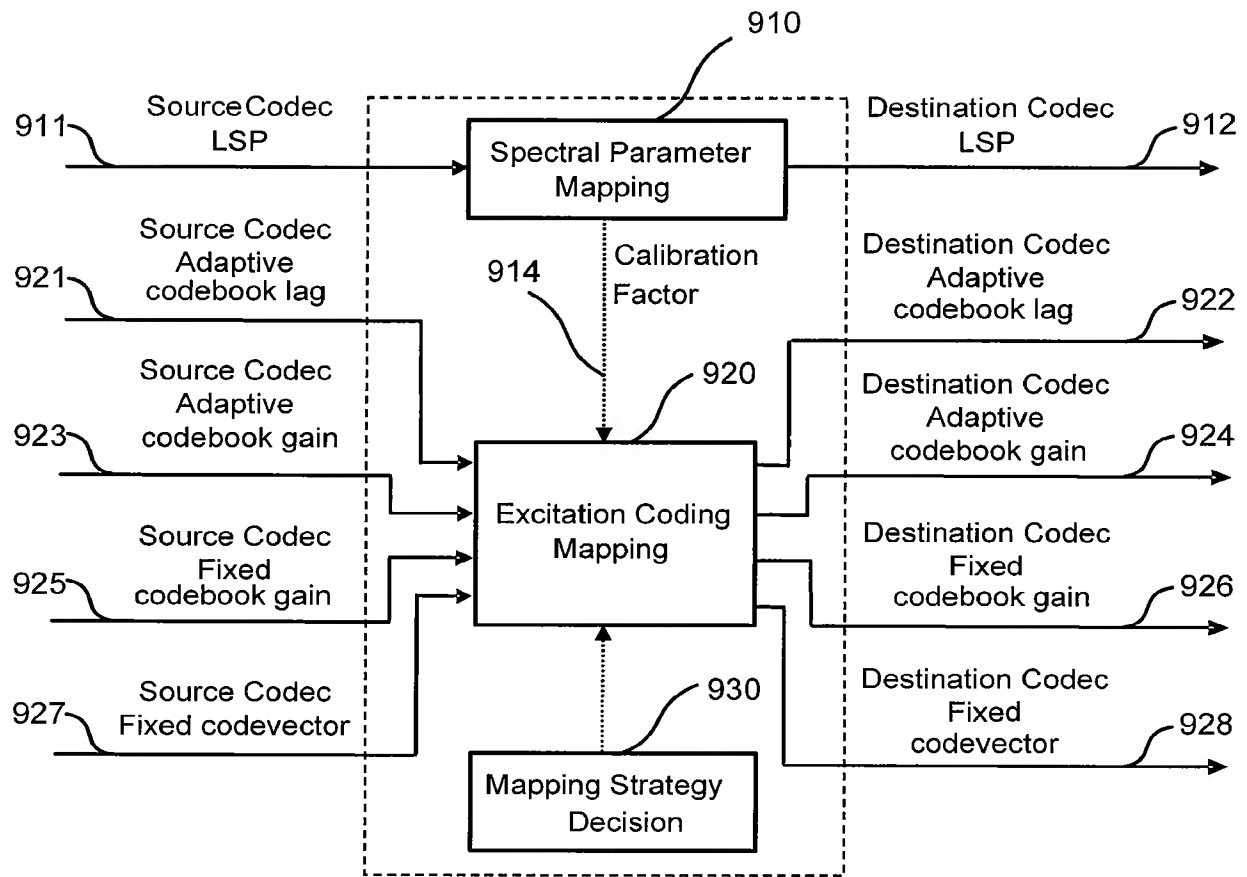 910
Source Codec
LSP
911
Spectral Parameter
Mapping
Destination Codec
LSP
912
Source Codec
Adaptive
codebook lag
921
914
Calibration
Factor
Destination Codec
Adaptive
codebook lag
922
Source Codec
Adaptive
codebook gain
923
920
Excitation Coding
Mapping
Destination Codec
Adaptive
codebook gain
924
Source Codec
Fixed
codebook gain
925
Destination Codec
Fixed
codebook gain
926
Source Codec
Fixed codevector
927
930
Mapping Strategy
Decision
Destination Codec
Fixed
codevector
928